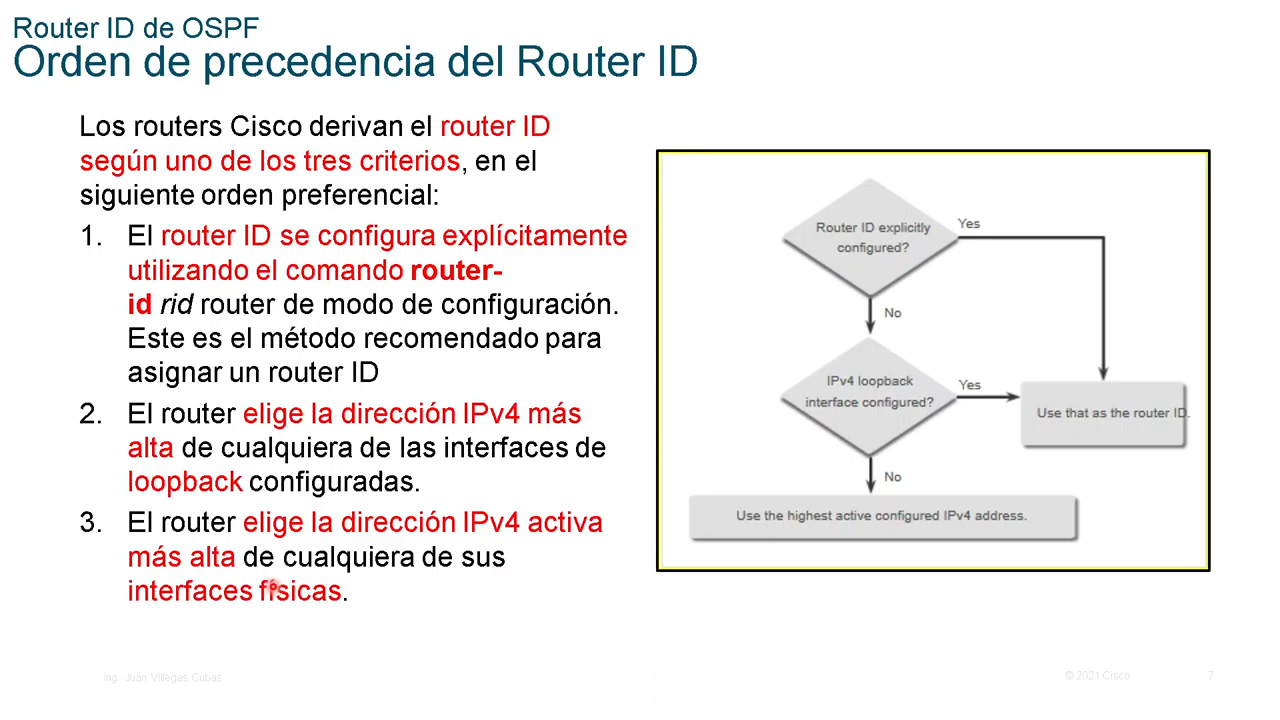 Router ID de OSPF
Orden de precedencia del Router ID
Los routers Cisco derivan el router ID
según uno de los tres criterios, en el
siguiente orden preferencial:
1. El router ID se configura explícitamente
utilizando el comando router-
id rid router de modo de configuración.
Este es el método recomendado para
asignar un router ID
2. El router elige la dirección IPv4 más
alta de cualquiera de las interfaces de
loopback configuradas.
3. El router elige la dirección IPv4 activa
más alta de cualquiera de sus
interfaces físicas.
Router ID explicitly
configured?
Yes
No
IPv4 loopback
interface configured?
Yes
Use that as the router ID.
No
Use the highest active configured IPv4 address.
Ing. Juan Villegas Cubas
© 2021 Cisco
7